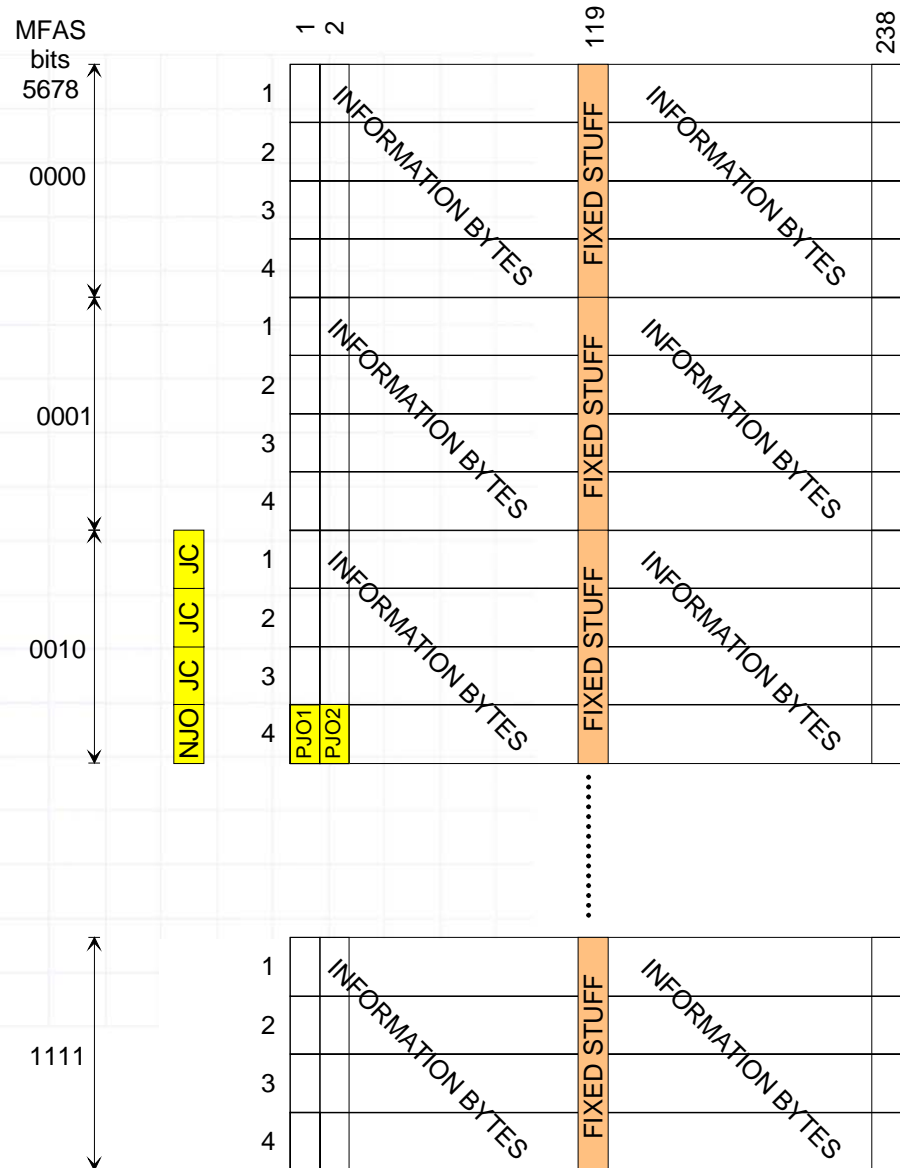 MFAS
bits
5678
1
2
119
238
0000
1
2
3
4
INFORMATION BYTES
FIXED STUFF
INFORMATION BYTES
0001
1
2
3
4
INFORMATION BYTES
FIXED STUFF
INFORMATION BYTES
0010
JC
JC
JC
NJO
1
2
3
4
PJO1
PJO2
INFORMATION BYTES
FIXED STUFF
INFORMATION BYTES
1111
1
2
3
4
INFORMATION BYTES
FIXED STUFF
INFORMATION BYTES